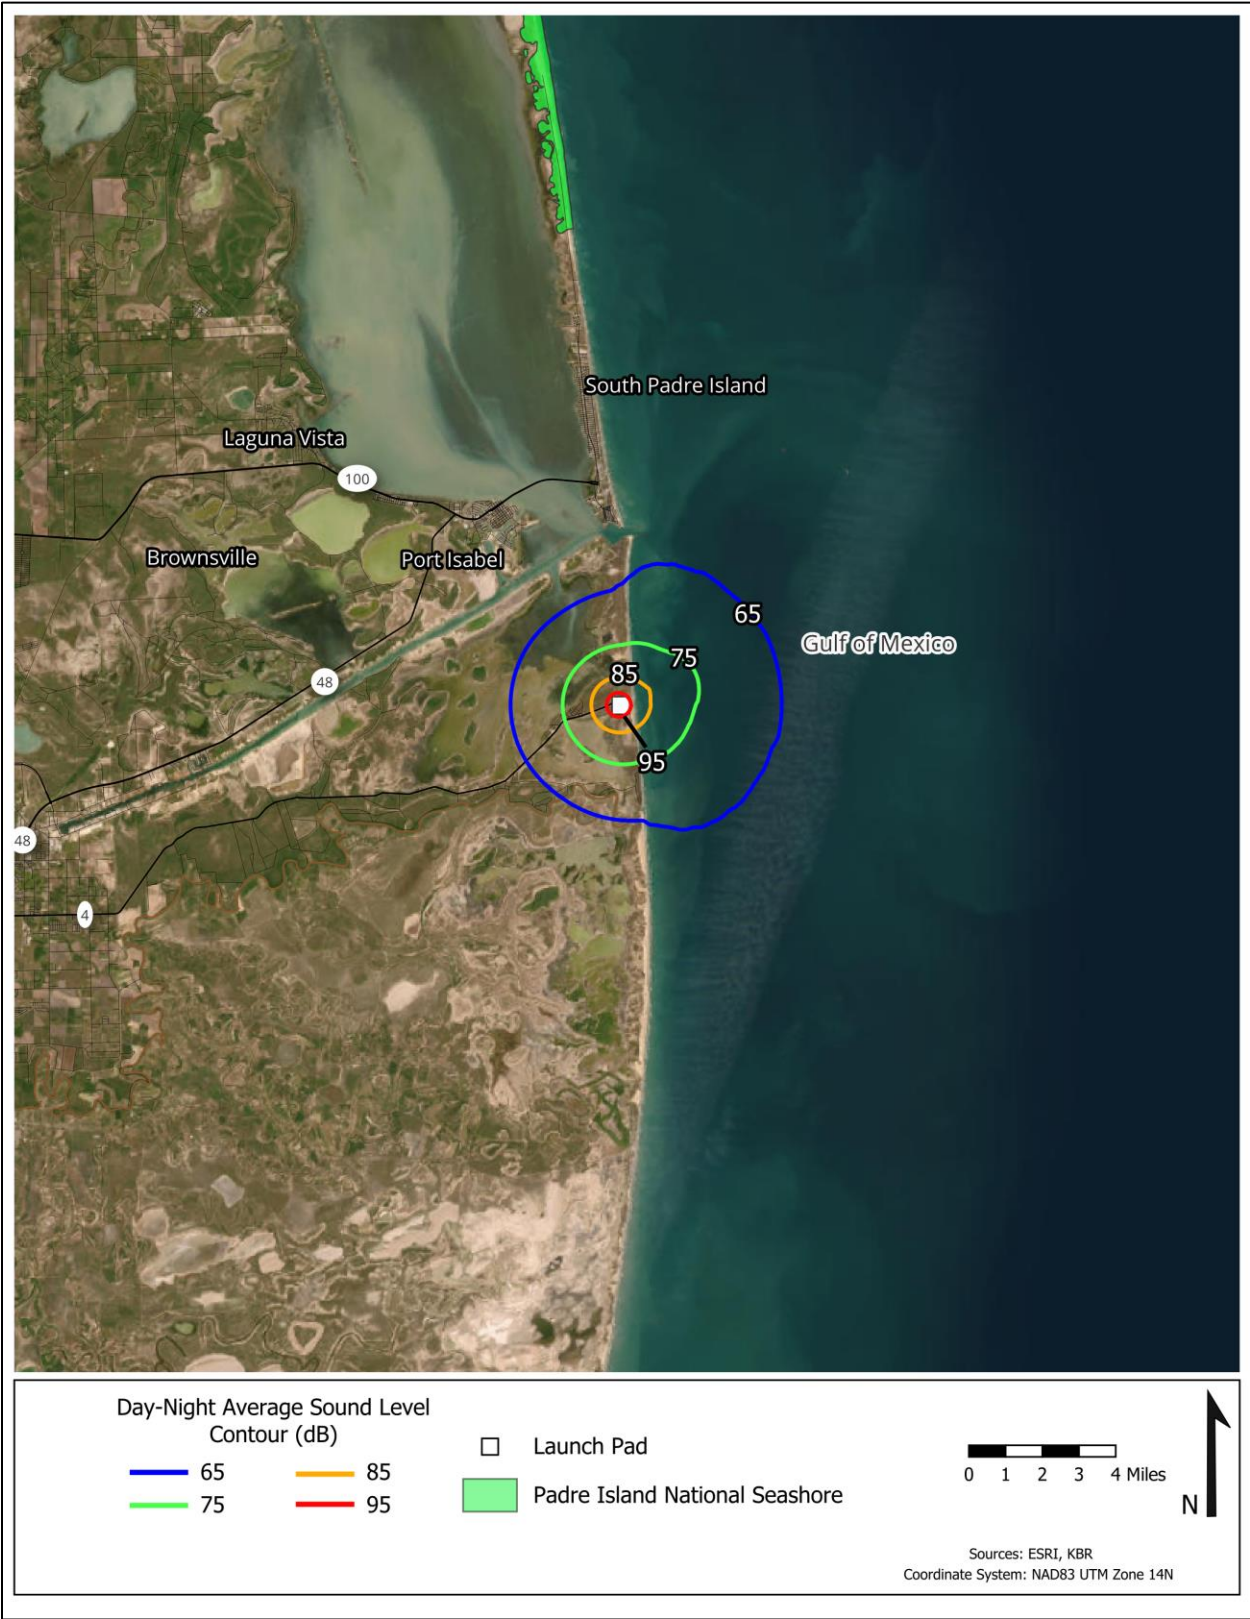 South Padre Island
Laguna Vista
100
Brownsville
Port Isabel
65
Gulf of Mexico
75
85
48
95
48
4
Day-Night Average Sound Level
Contour (dB)
65
85
75
95
Launch Pad
Padre Island National Seashore
0 1 2 3 4 Miles
N
Sources: ESRI, KBR
Coordinate System: NAD83 UTM Zone 14N